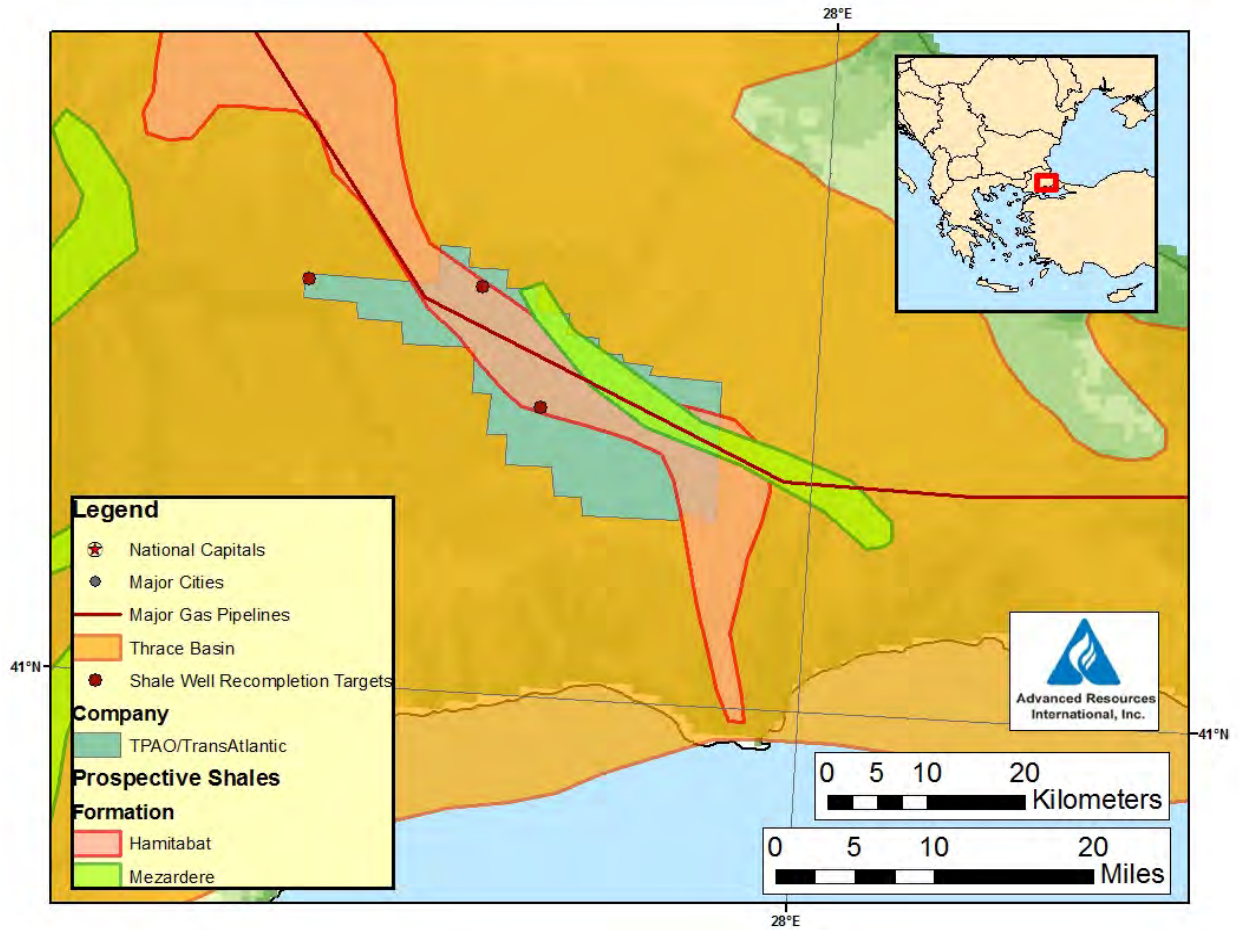 28°E
Legend
National Capitals
Major Cities
Major Gas Pipelines
Thrace Basin
Shale Well Recompletion Targets
Company
TPAO/TransAtlantic
Prospective Shales
Formation
Hamitabat
Mezardere
41°N
Advanced Resources
International, Inc.
41°N
0 5 10 20
Kilometers
0 5 10 20
Miles
28°E